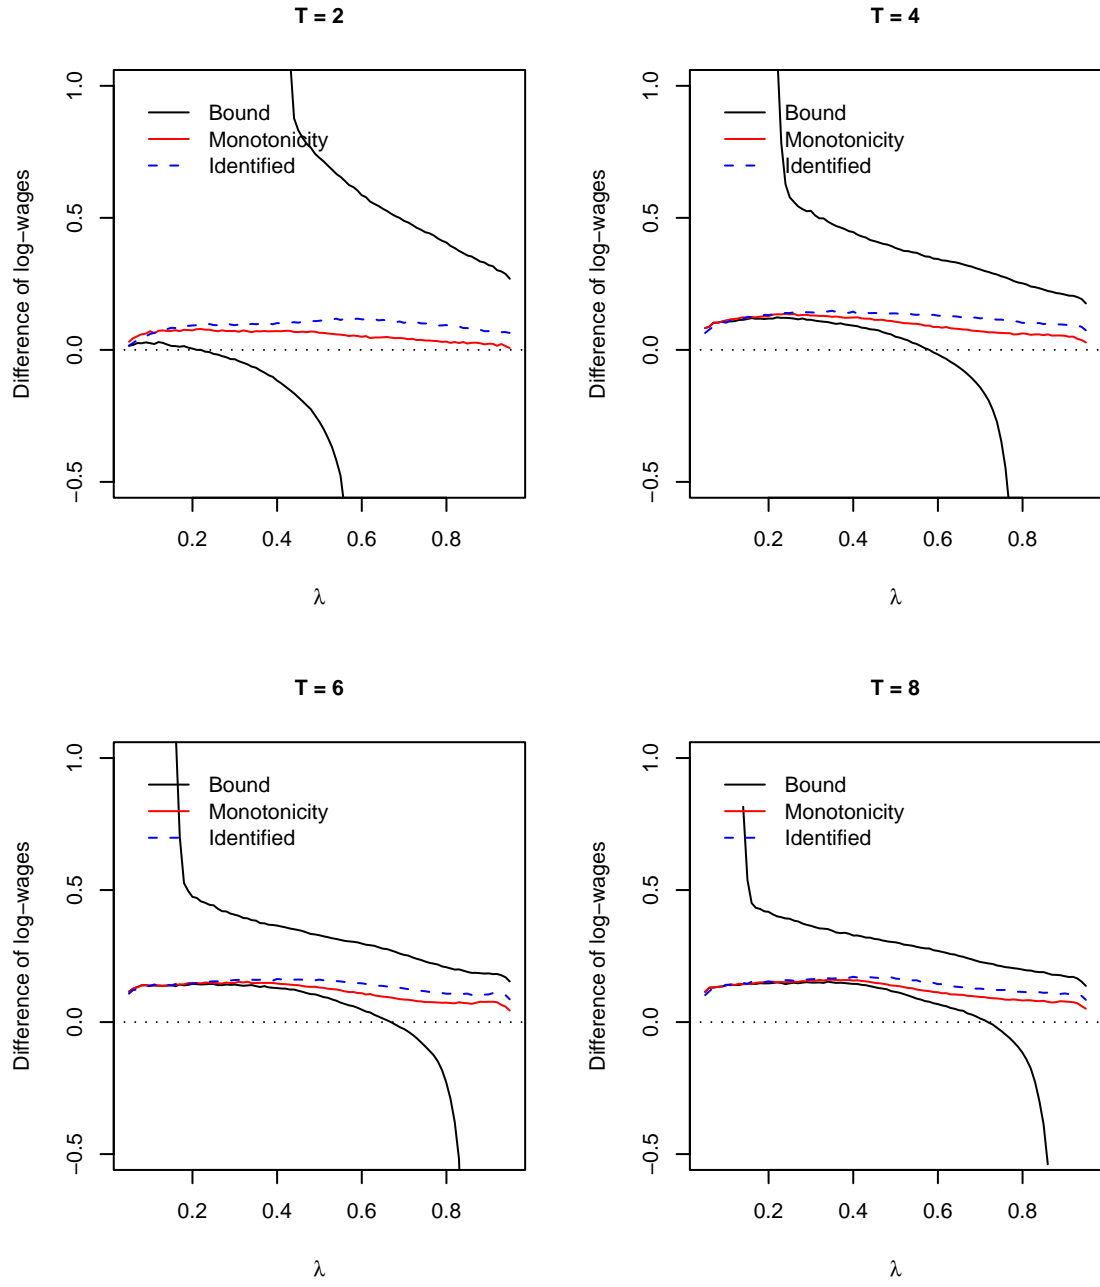 T = 2
Difference of log−wages
1.0
0.5
0.0
−0.5
Bound
Monotonicity
Identified
0.2 0.4 0.6 0.8
λ
T = 4
Difference of log−wages
1.0
0.5
0.0
−0.5
Bound
Monotonicity
Identified
0.2 0.4 0.6 0.8
λ
T = 6
Difference of log−wages
1.0
0.5
0.0
−0.5
Bound
Monotonicity
Identified
0.2 0.4 0.6 0.8
λ
T = 8
Difference of log−wages
1.0
0.5
0.0
−0.5
Bound
Monotonicity
Identified
0.2 0.4 0.6 0.8
λ